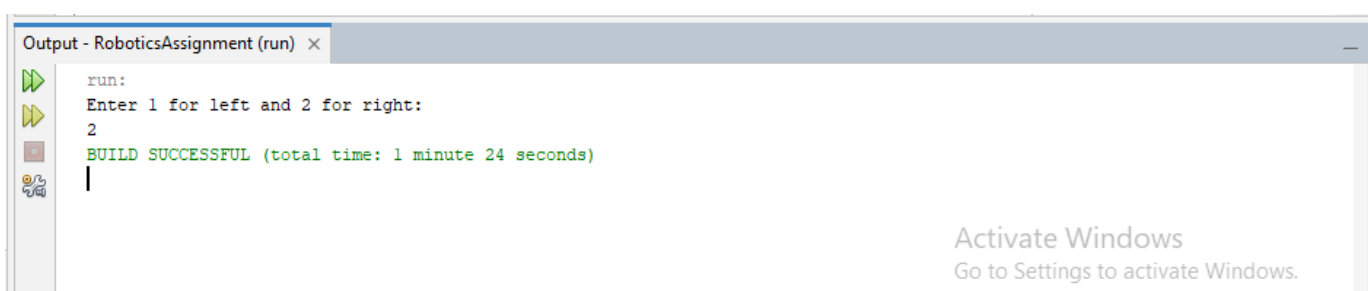 Output - RoboticsAssignment (run) ×
run:
Enter 1 for left and 2 for right:
2
BUILD SUCCESSFUL (total time: 1 minute 24 seconds)
Activate Windows
Go to Settings to activate Windows.